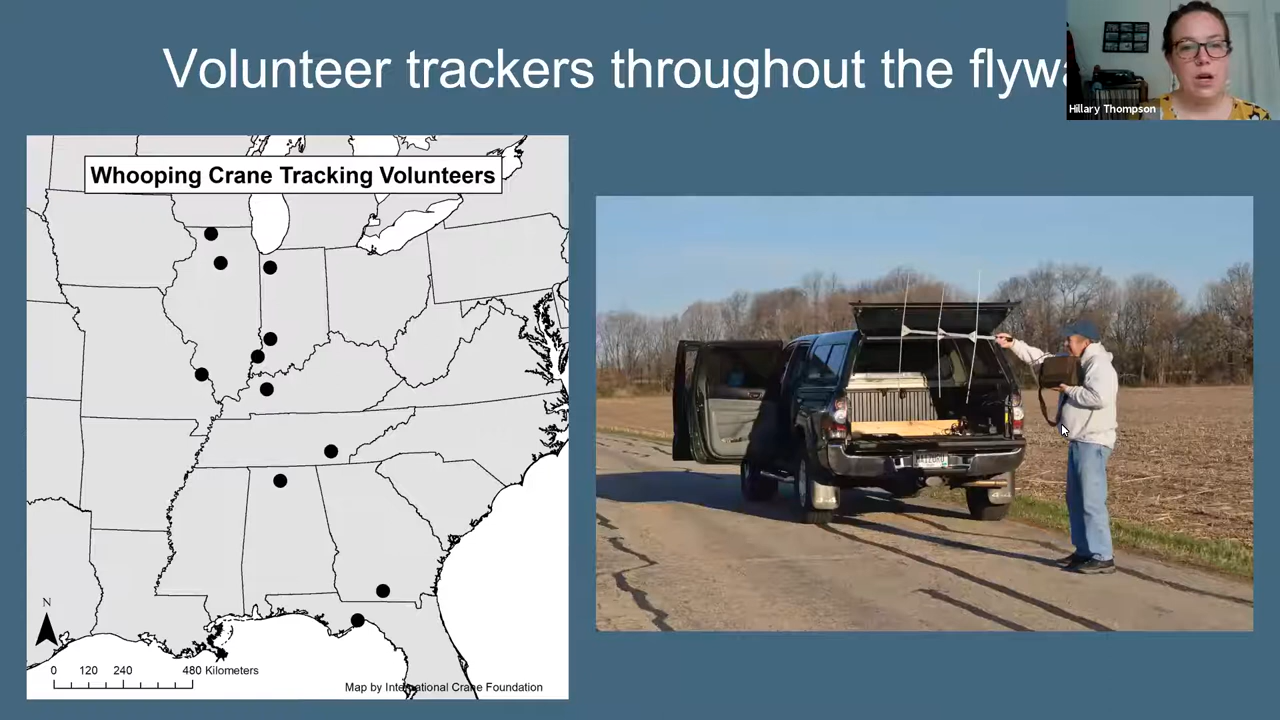 Volunteer trackers throughout the flywa
Hillary Thompson
Whooping Crane Tracking Volunteers
N
0 120 240 480 Kilometers
Map by International Crane Foundation